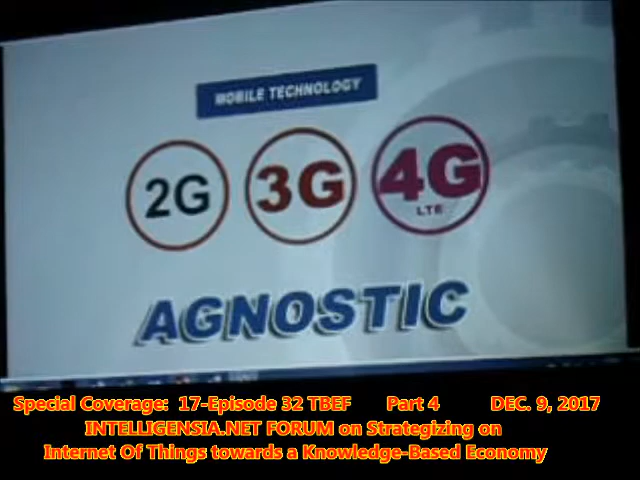 MOBILE TECHNOLOGY
2G 3G 4G
LTE
AGNOSTIC
Special Coverage: 17-Episode 32 TBEF Part 4 DEC. 9, 2017
INTELLIGENSIA.NET FORUM on Strategizing on
Internet Of Things towards a Knowledge-Based Economy